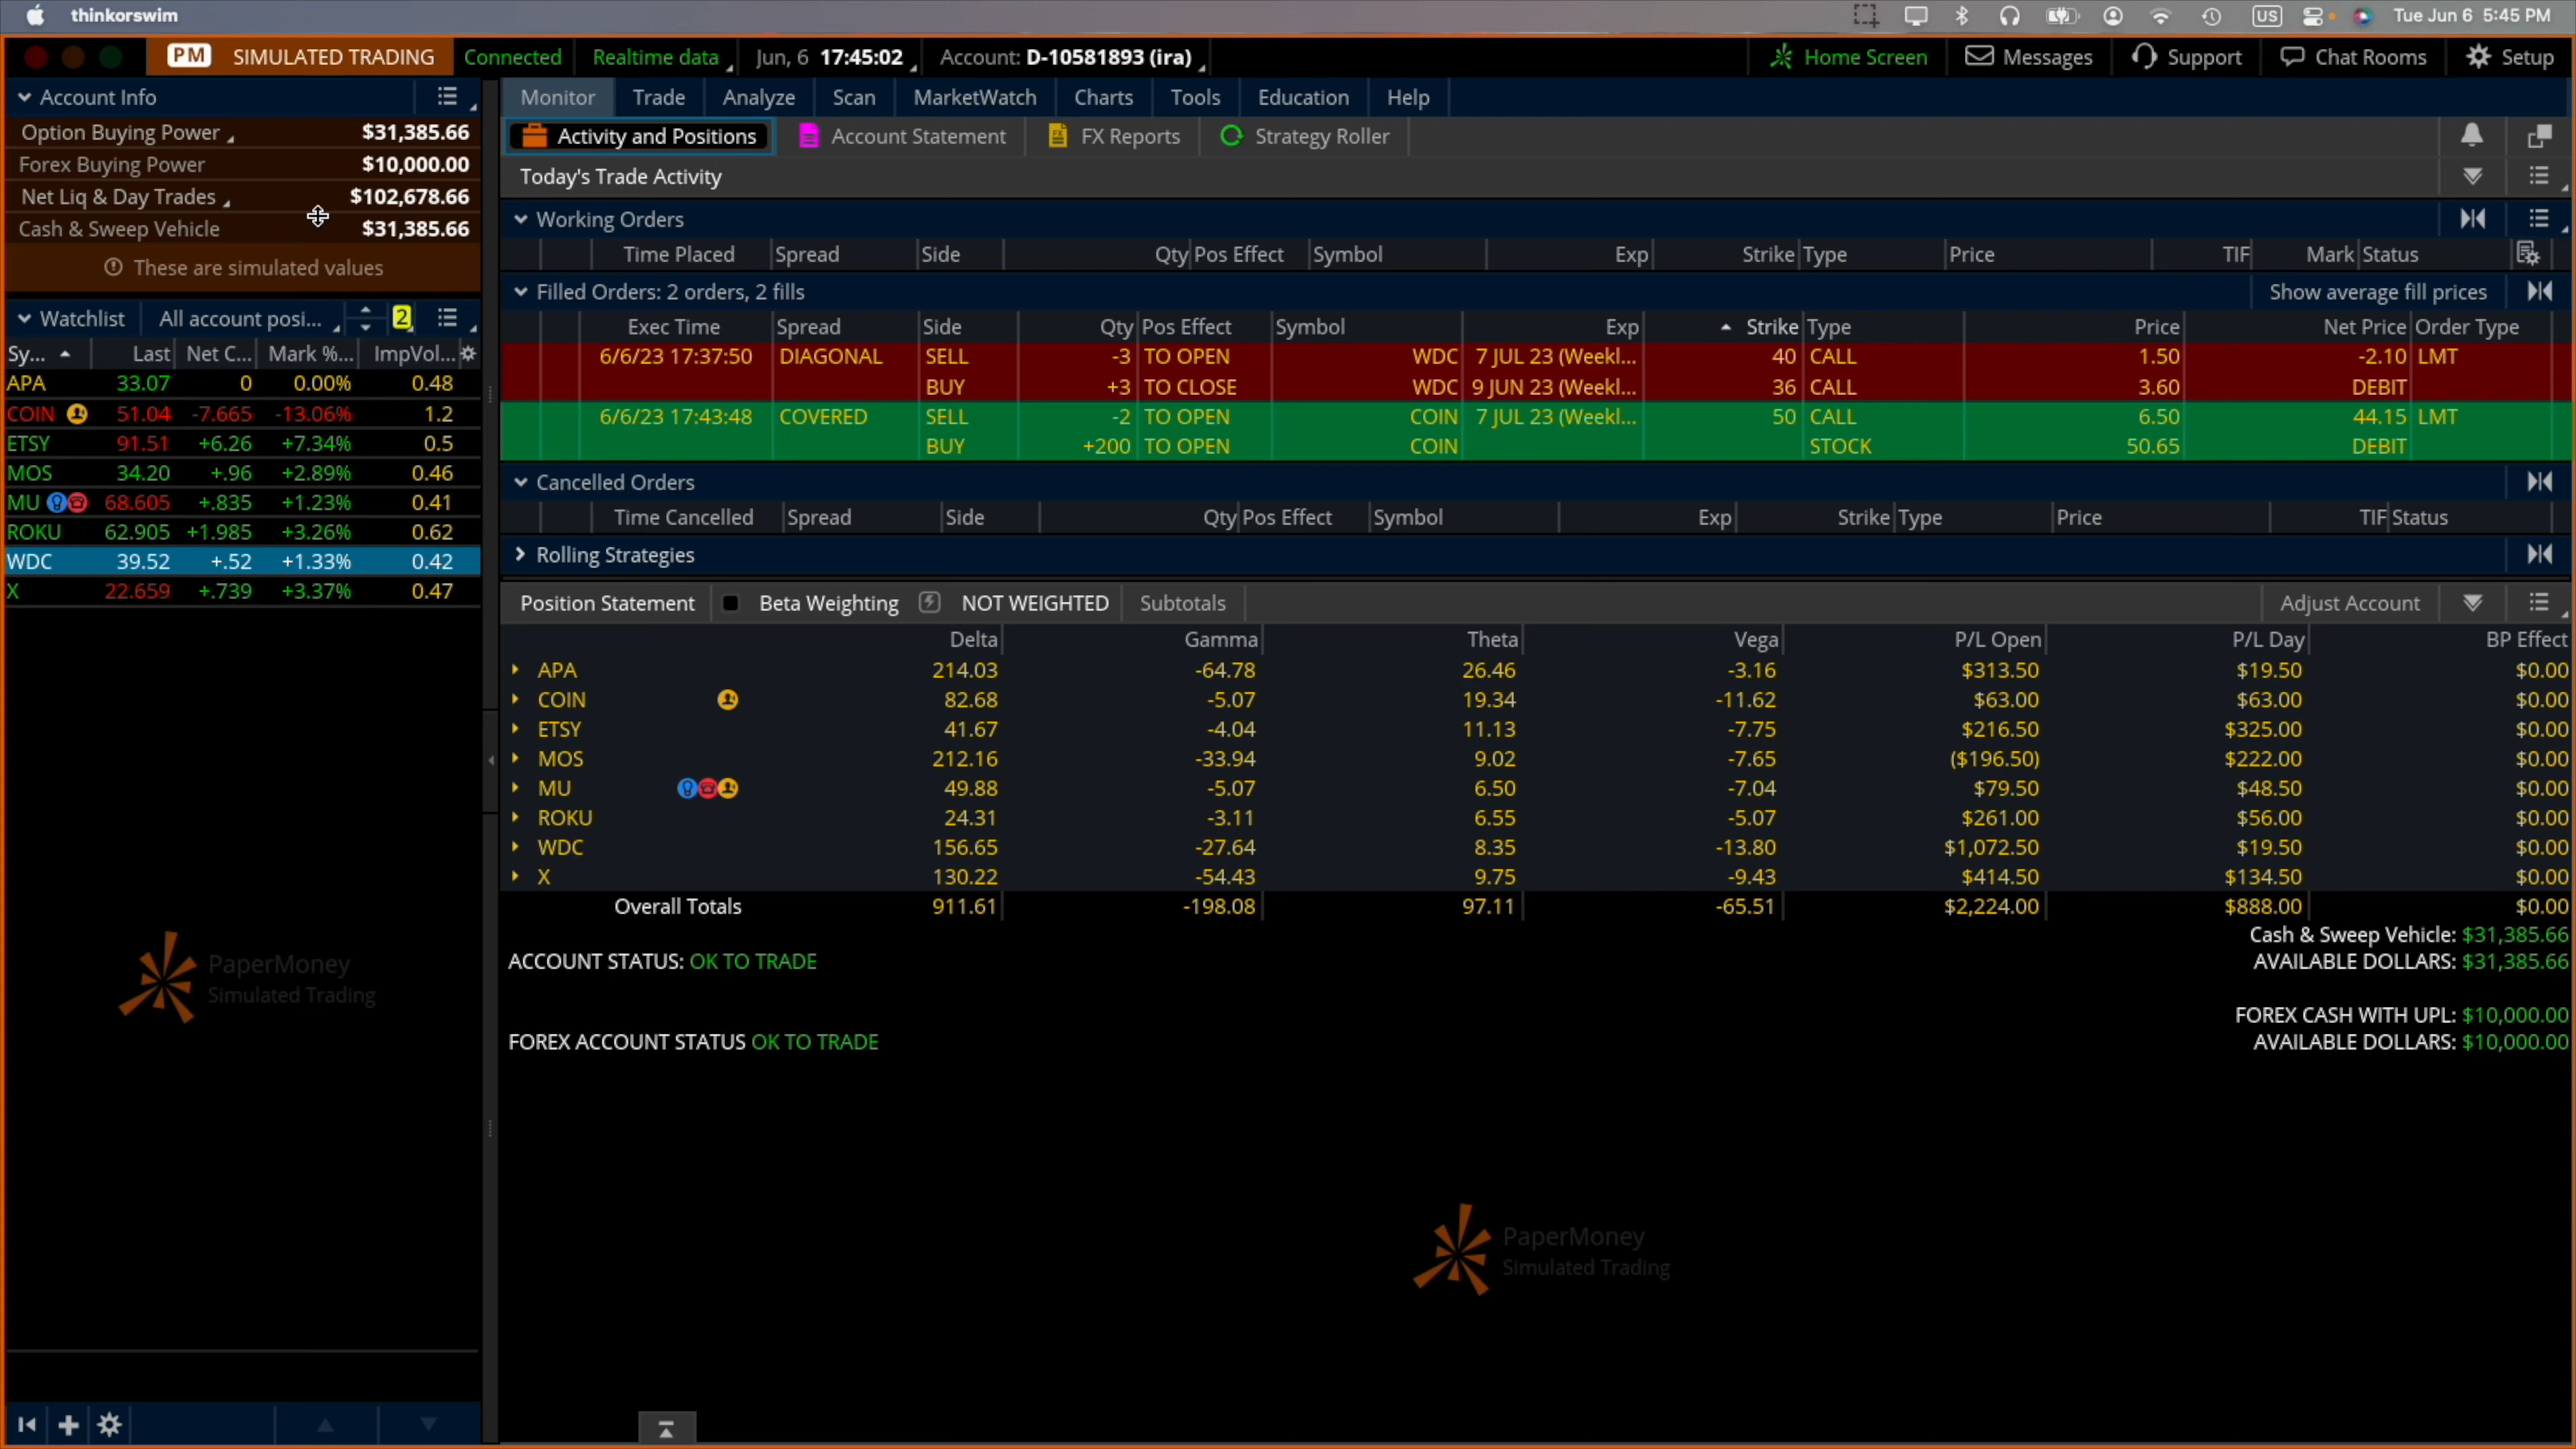 thinkorswim US Tue Jun 6 5:45 PM
PM SIMULATED TRADING Connected Realtime data Jun, 6 17:45:02 Account: D-10581893 (ira) Home Screen Messages Support Chat Rooms Setup
Account Info
Option Buying Power $31,385.66
Forex Buying Power $10,000.00
Net Liq & Day Trades $102,678.66
Cash & Sweep Vehicle $31,385.66
These are simulated values
Watchlist All account posi... 2
Sy... Last Net C... Mark %... ImpVol...
APA 33.07 0 0.00% 0.48
COIN 51.04 -7.665 -13.06% 1.2
ETSY 91.51 +6.26 +7.34% 0.5
MOS 34.20 +.96 +2.89% 0.46
MU 68.605 +.835 +1.23% 0.41
ROKU 62.905 +1.985 +3.26% 0.62
WDC 39.52 +.52 +1.33% 0.42
X 22.659 +.739 +3.37% 0.47
PaperMoney
Simulated Trading
Monitor Trade Analyze Scan MarketWatch Charts Tools Education Help
Activity and Positions Account Statement FX Reports Strategy Roller
Today's Trade Activity
Working Orders
Time Placed Spread Side Qty Pos Effect Symbol Exp Strike Type Price TIF Mark Status
Filled Orders: 2 orders, 2 fills Show average fill prices
Exec Time Spread Side Qty Pos Effect Symbol Exp Strike Type Price Net Price Order Type
6/6/23 17:37:50 DIAGONAL SELL -3 TO OPEN WDC 7 JUL 23 (Weekl... 40 CALL 1.50 -2.10 LMT
BUY +3 TO CLOSE WDC 9 JUN 23 (Weekl... 36 CALL 3.60 DEBIT
6/6/23 17:43:48 COVERED SELL -2 TO OPEN COIN 7 JUL 23 (Weekl... 50 CALL 6.50 44.15 LMT
BUY +200 TO OPEN COIN STOCK 50.65 DEBIT
Cancelled Orders
Time Cancelled Spread Side Qty Pos Effect Symbol Exp Strike Type Price TIF Status
Rolling Strategies
Position Statement Beta Weighting NOT WEIGHTED Subtotals Adjust Account
Delta Gamma Theta Vega P/L Open P/L Day BP Effect
APA 214.03 -64.78 26.46 -3.16 $313.50 $19.50 $0.00
COIN 82.68 -5.07 19.34 -11.62 $63.00 $63.00 $0.00
ETSY 41.67 -4.04 11.13 -7.75 $216.50 $325.00 $0.00
MOS 212.16 -33.94 9.02 -7.65 ($196.50) $222.00 $0.00
MU 49.88 -5.07 6.50 -7.04 $79.50 $48.50 $0.00
ROKU 24.31 -3.11 6.55 -5.07 $261.00 $56.00 $0.00
WDC 156.65 -27.64 8.35 -13.80 $1,072.50 $19.50 $0.00
X 130.22 -54.43 9.75 -9.43 $414.50 $134.50 $0.00
Overall Totals 911.61 -198.08 97.11 -65.51 $2,224.00 $888.00 $0.00
Cash & Sweep Vehicle: $31,385.66
ACCOUNT STATUS: OK TO TRADE AVAILABLE DOLLARS: $31,385.66
FOREX CASH WITH UPL: $10,000.00
FOREX ACCOUNT STATUS OK TO TRADE AVAILABLE DOLLARS: $10,000.00
PaperMoney
Simulated Trading